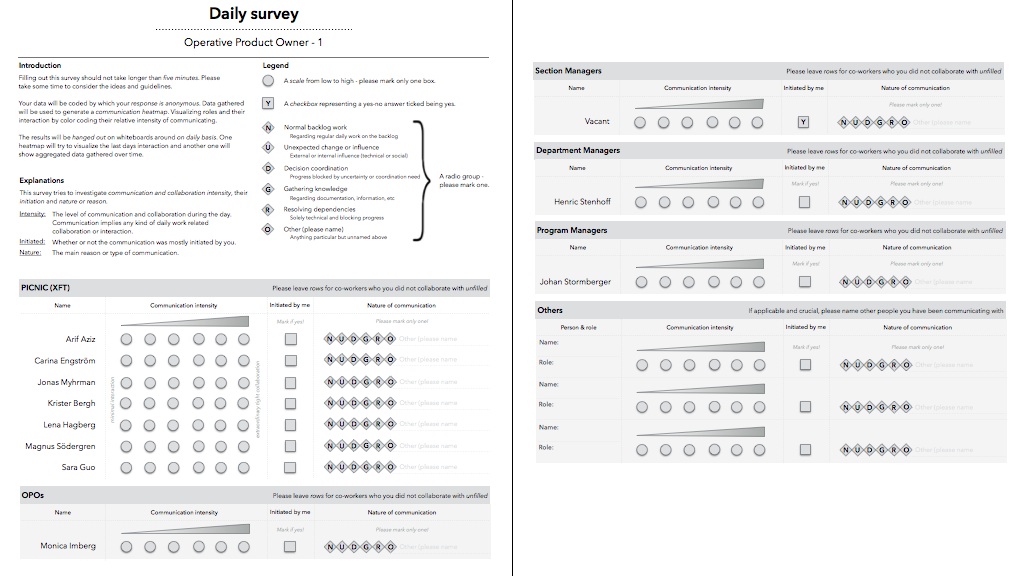 Daily survey
Operative Product Owner - 1
Introduction
Filling out this survey should not take longer than five minutes. Please
take some time to consider the ideas and guidelines.
Your data will be coded by which your response is anonymous. Data gathered
will be used to generate a communication heatmap. Visualizing roles and their
interaction by color coding their relative intensity of communicating.
The results will be hanged out on whiteboards around on daily basis. One
heatmap will try to visualize the last days interaction and another one will
show aggregated data gathered over time.
Explanations
This survey tries to investigate communication and collaboration intensity, their
initiation and nature or reason.
Intensity: The level of communication and collaboration during the day.
Communication implies any kind of daily work related
collaboration or interaction.
Initiated: Whether or not the communication was mostly initiated by you.
Nature: The main reason or type of communication.
Legend
A scale from low to high - please mark only one box.
Y A checkbox representing a yes-no answer ticked being yes.
N Normal backlog work
Regarding regular daily work on the backlog
U Unexpected change or influence
External or internal influence (technical or social)
D Decision coordination
Progress blocked by uncertainty or coordination need
G Gathering knowledge
Regarding documentation, information, etc
R Resolving dependencies
Solely technical and blocking progress
O Other (please name)
Anything particular but unnamed above
A radio group -
please mark one.
PICNIC (XFT) Please leave rows for co-workers who you did not collaborate with unfilled
Name Communication intensity Initiated by me Nature of communication
Mark if yes! Please mark only one!
Arif Aziz N U D G R O Other (please name
Carina Engström N U D G R O Other (please name
Jonas Myhrman N U D G R O Other (please name
Krister Bergh N U D G R O Other (please name
Lena Hagberg N U D G R O Other (please name
Magnus Södergren N U D G R O Other (please name
Sara Guo N U D G R O Other (please name
minimal interaction
extraordinary tight collaboration
OPOs Please leave rows for co-workers who you did not collaborate with unfilled
Name Communication intensity Initiated by me Nature of communication
Mark if yes! Please mark only one!
Monica Imberg N U D G R O Other (please name
Section Managers Please leave rows for co-workers who you did not collaborate with unfilled
Name Communication intensity Initiated by me Nature of communication
Please mark only one!
Vacant Y N U D G R O Other (please name
Department Managers Please leave rows for co-workers who you did not collaborate with unfilled
Name Communication intensity Initiated by me Nature of communication
Mark if yes! Please mark only one!
Henric Stenhoff N U D G R O Other (please name
Program Managers Please leave rows for co-workers who you did not collaborate with unfilled
Name Communication intensity Initiated by me Nature of communication
Mark if yes! Please mark only one!
Johan Stormberger N U D G R O Other (please name
Others If applicable and crucial, please name other people you have been communicating with
Person & role Communication intensity Initiated by me Nature of communication
Name: Mark if yes! Please mark only one!
Role: N U D G R O Other (please name
Name:
Role: N U D G R O Other (please name
Name:
Role: N U D G R O Other (please name